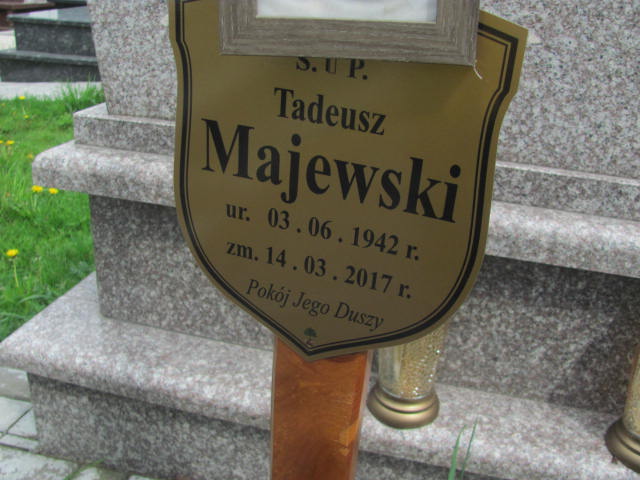 Ś. U P.
Tadeusz
Majewski
ur. 03.06.1942 r.
zm. 14.03.2017 r.
Pokój Jego Duszy